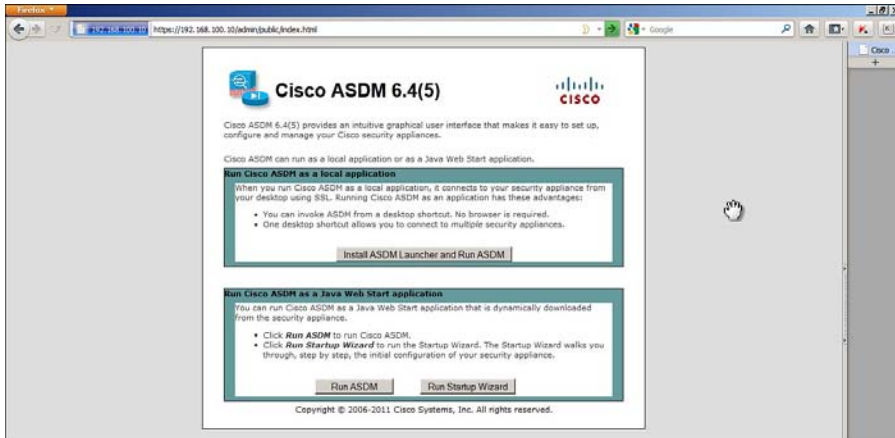 Firefox
192.168.100.10 https://192.168.100.10/admin/public/index.html
Google
Cisco ...
Cisco ASDM 6.4(5)
CISCO
Cisco ASDM 6.4(5) provides an intuitive graphical user interface that makes it easy to set up,
configure and manage your Cisco security appliances.
Cisco ASDM can run as a local application or as a Java Web Start application.
Run Cisco ASDM as a local application
When you run Cisco ASDM as a local application, it connects to your security appliance from
your desktop using SSL. Running Cisco ASDM as an application has these advantages:
• You can invoke ASDM from a desktop shortcut. No browser is required.
• One desktop shortcut allows you to connect to multiple security appliances.
Install ASDM Launcher and Run ASDM
Run Cisco ASDM as a Java Web Start application
You can run Cisco ASDM as a Java Web Start application that is dynamically downloaded
from the security appliance.
• Click Run ASDM to run Cisco ASDM.
• Click Run Startup Wizard to run the Startup Wizard. The Startup Wizard walks you
through, step by step, the initial configuration of your security appliance.
Run ASDM Run Startup Wizard
Copyright © 2006-2011 Cisco Systems, Inc. All rights reserved.